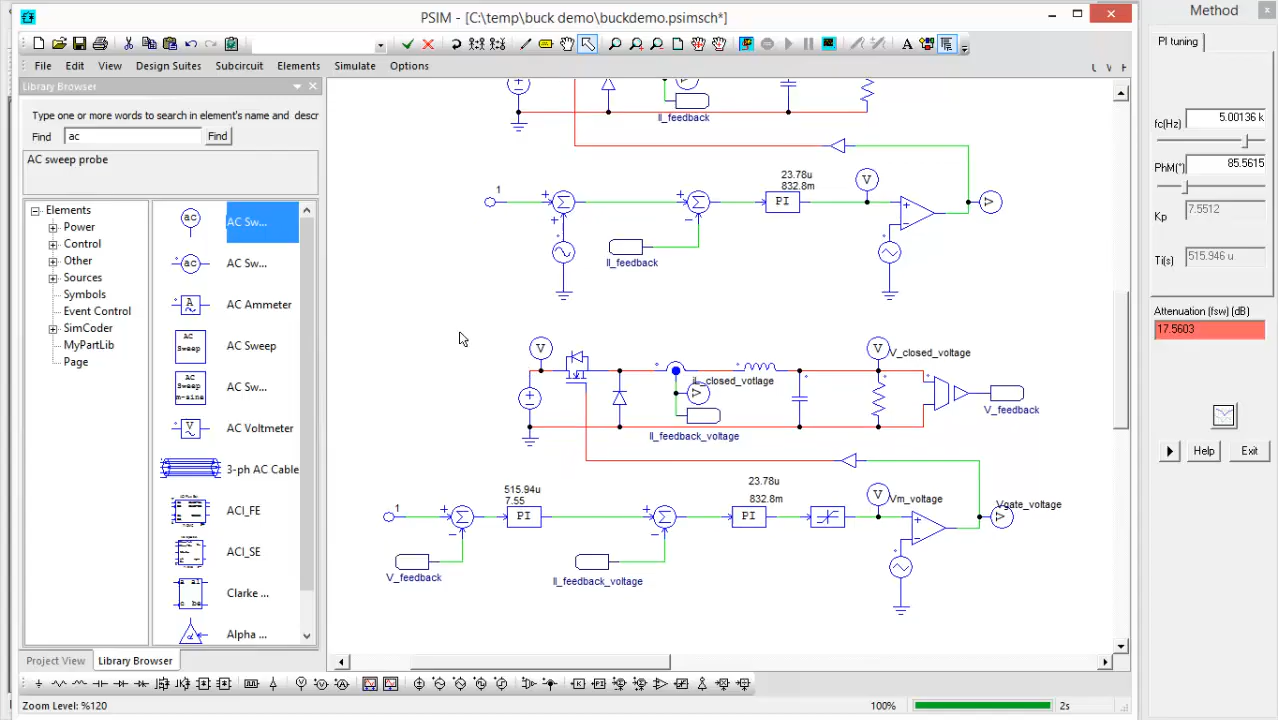 PSIM - [C:\temp\buck demo\buckdemo.psimsch*]
Method
PI tuning
File Edit View Design Suites Subcircuit Elements Simulate Options
Library Browser
Type one or more words to search in element's name and descr
Find ac Find
AC sweep probe
Elements
Power
Control
Other
Sources
Symbols
Event Control
SimCoder
MyPartLib
Page
AC Sw...
AC Sw...
AC Ammeter
AC Sweep
AC Sw...
AC Voltmeter
3-ph AC Cable
ACI_FE
ACI_SE
Clarke ...
Alpha ...
Project View Library Browser
Il_feedback
1
23.78u
832.8m
PI
V
Il_feedback
V
V
V_closed_voltage
iL_closed_votlage
Il_feedback_voltage
V_feedback
1
515.94u
7.55
PI
23.78u
832.8m
PI
V
Vm_voltage
Vgate_voltage
V_feedback
Il_feedback_voltage
fc(Hz) 5.00136 k
PhM(°) 85.5615
Kp 7.5512
Ti(s) 515.946 u
Attenuation (fsw) (dB)
17.5603
Help Exit
Zoom Level: %120
100% 2s